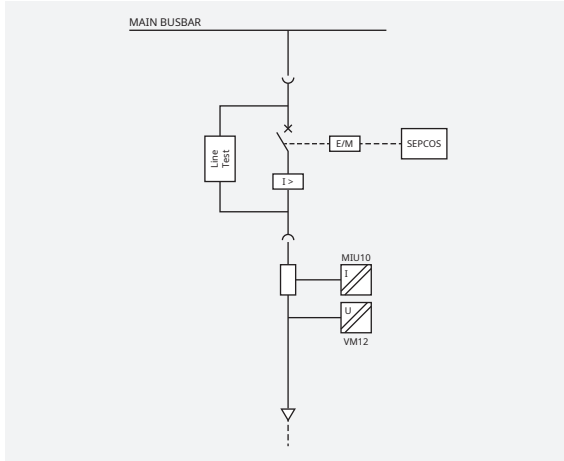 MAIN BUSBAR
Line
Test
E/M
SEPCOS
I >
MIU10
I
U
VM12